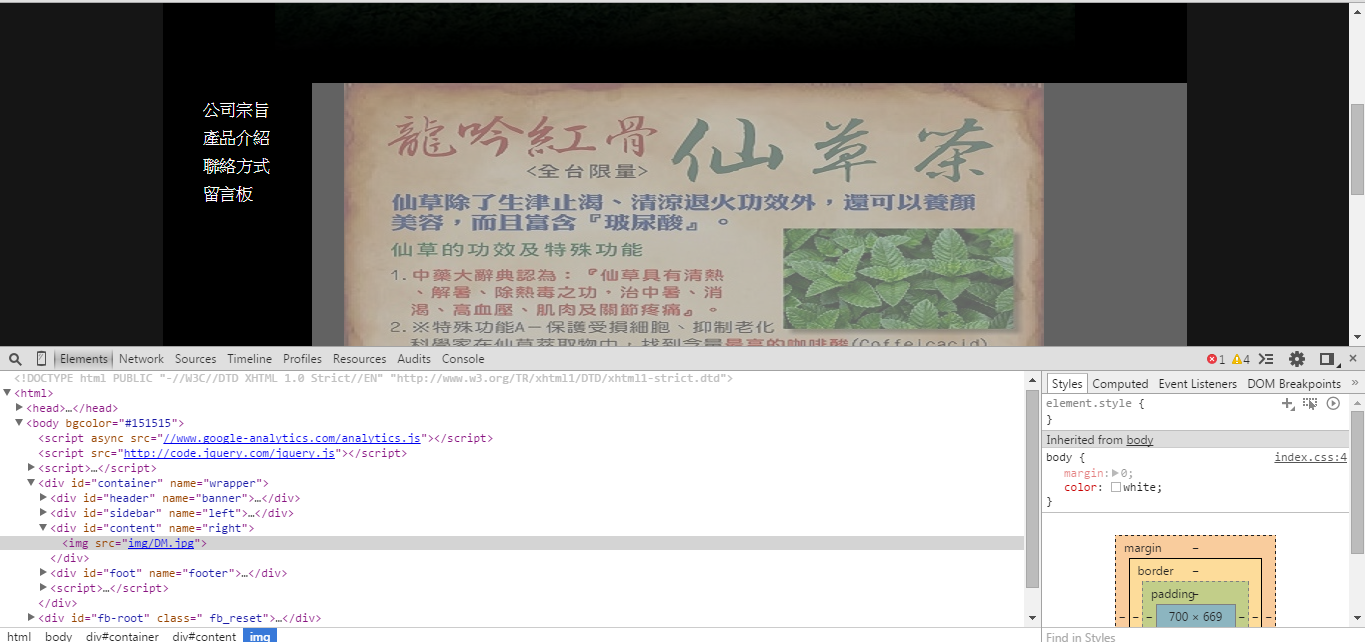 公司宗旨
產品介紹
聯絡方式
留言板
龍吟紅骨 仙草茶
<全台限量>
仙草除了生津止渴、清涼退火功效外，還可以養顏
美容，而且富含『玻尿酸』。
仙草的功效及特殊功能
1.中藥大辭典認為：『仙草具有清熱
、解暑、除熱毒之功，治中暑、消
渴、高血壓、肌肉及關節疼痛』。
2.※特殊功能A－保護受損細胞、抑制老化
科學家在仙草萃取物中，找到含量最高的咖啡酸(Coffeicacid)
Elements Network Sources Timeline Profiles Resources Audits Console
1 4
<!DOCTYPE html PUBLIC "-//W3C//DTD XHTML 1.0 Strict//EN" "http://www.w3.org/TR/xhtml1/DTD/xhtml1-strict.dtd">
<html>
<head>…</head>
<body bgcolor="#151515">
<script async src="//www.google-analytics.com/analytics.js"></script>
<script src="http://code.jquery.com/jquery.js"></script>
<script>…</script>
<div id="container" name="wrapper">
<div id="header" name="banner">…</div>
<div id="sidebar" name="left">…</div>
<div id="content" name="right">
<img src="img/DM.jpg">
</div>
<div id="foot" name="footer">…</div>
<script>…</script>
</div>
<div id="fb-root" class=" fb_reset">…</div>
html body div#container div#content img
Styles Computed Event Listeners DOM Breakpoints »
element.style {
}
Inherited from body
body { index.css:4
margin: 0;
color: white;
}
margin –
border –
padding–
– – – 700 × 669 – – –
Find in Styles